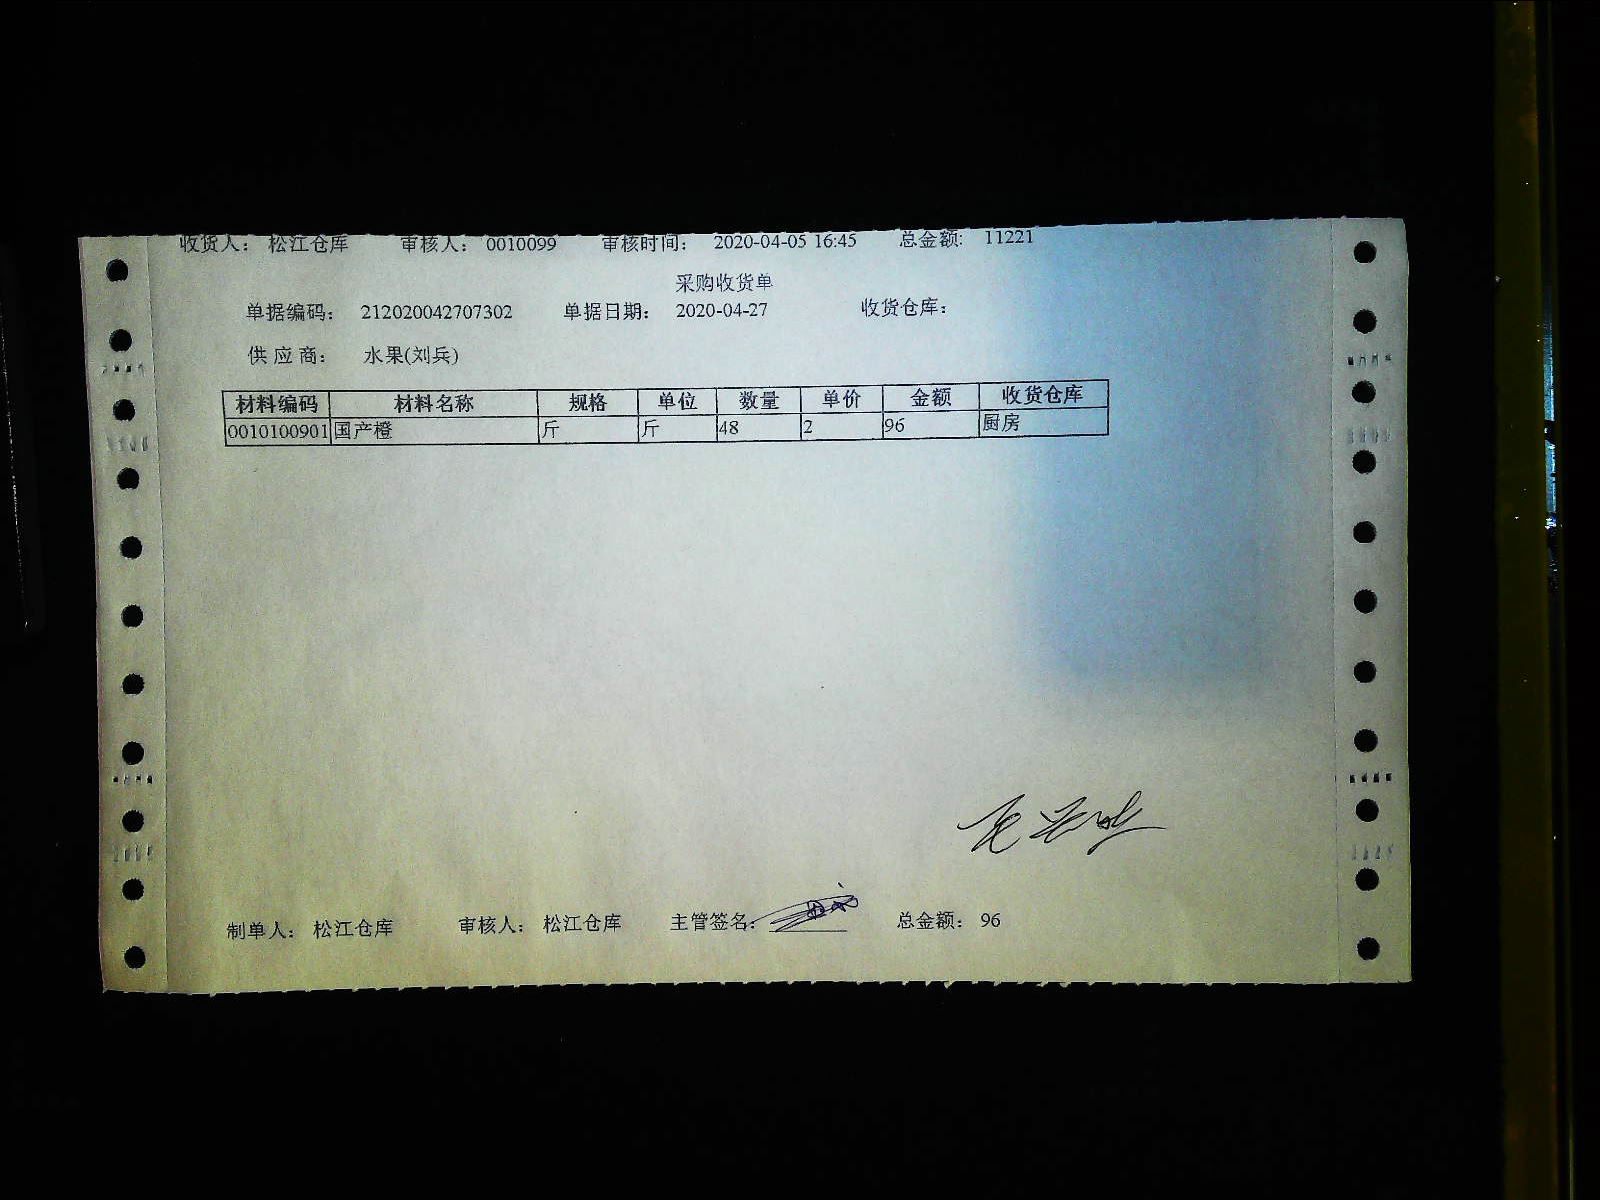 收货人： 松江仓库 审核人： 0010099 审核时间： 2020-04-05 16:45 总金额: 11221
采购收货单
单据编码： 212020042707302 单据日期： 2020-04-27 收货仓库：
供应商： 水果(刘兵)
材料编码 材料名称 规格 单位 数量 单价 金额 收货仓库
0010100901 国产橙 斤 斤 48 2 96 厨房
制单人： 松江仓库 审核人： 松江仓库 主管签名： 总金额： 96